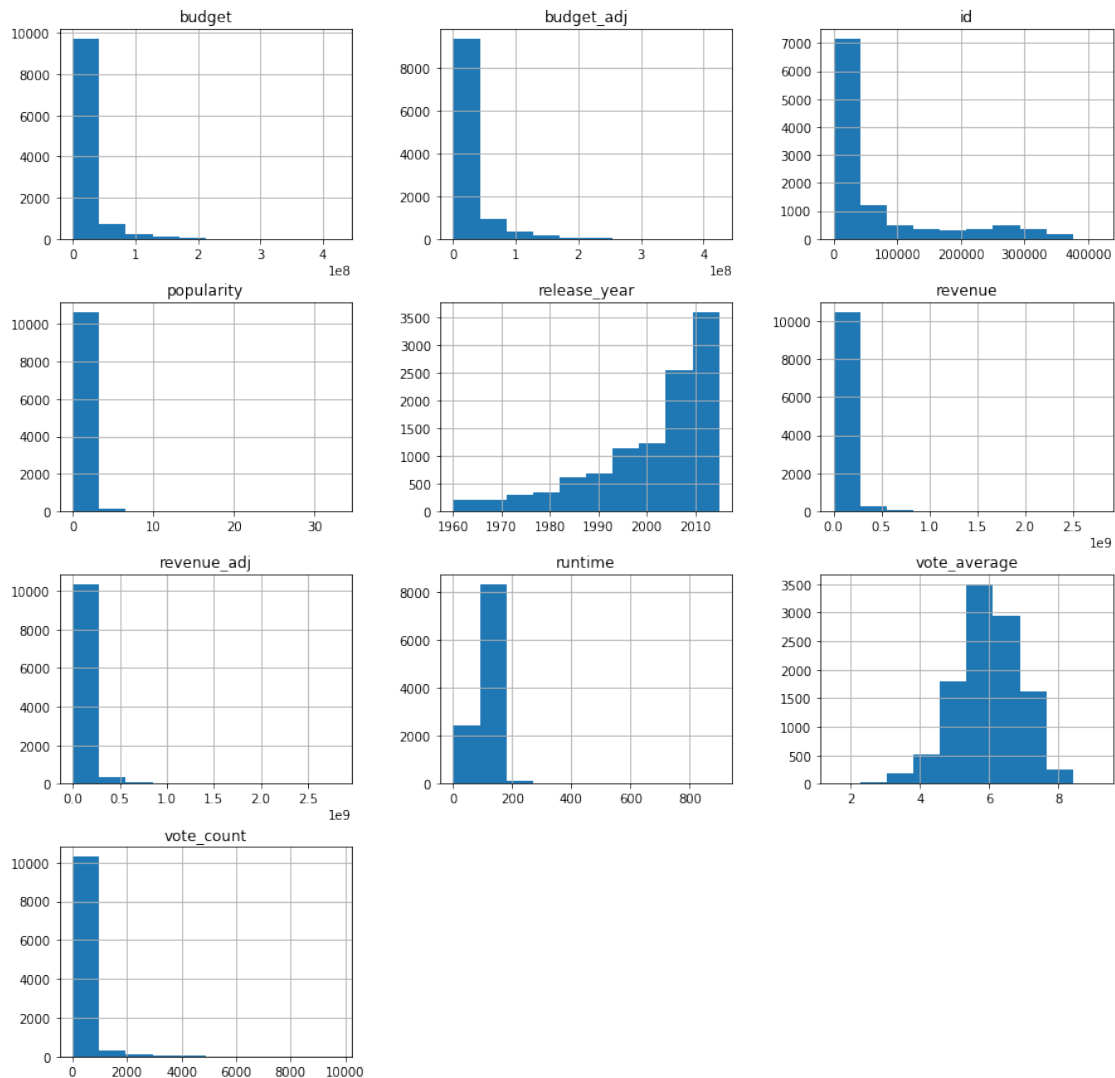 budget
10000
8000
6000
4000
2000
0
0 1 2 3 4
1e8
budget_adj
8000
6000
4000
2000
0
0 1 2 3 4
1e8
id
7000
6000
5000
4000
3000
2000
1000
0
0 100000 200000 300000 400000
popularity
10000
8000
6000
4000
2000
0
0 10 20 30
release_year
3500
3000
2500
2000
1500
1000
500
0
1960 1970 1980 1990 2000 2010
revenue
10000
8000
6000
4000
2000
0
0.0 0.5 1.0 1.5 2.0 2.5
1e9
revenue_adj
10000
8000
6000
4000
2000
0
0.0 0.5 1.0 1.5 2.0 2.5
1e9
runtime
8000
6000
4000
2000
0
0 200 400 600 800
vote_average
3500
3000
2500
2000
1500
1000
500
0
2 4 6 8
vote_count
10000
8000
6000
4000
2000
0
0 2000 4000 6000 8000 10000